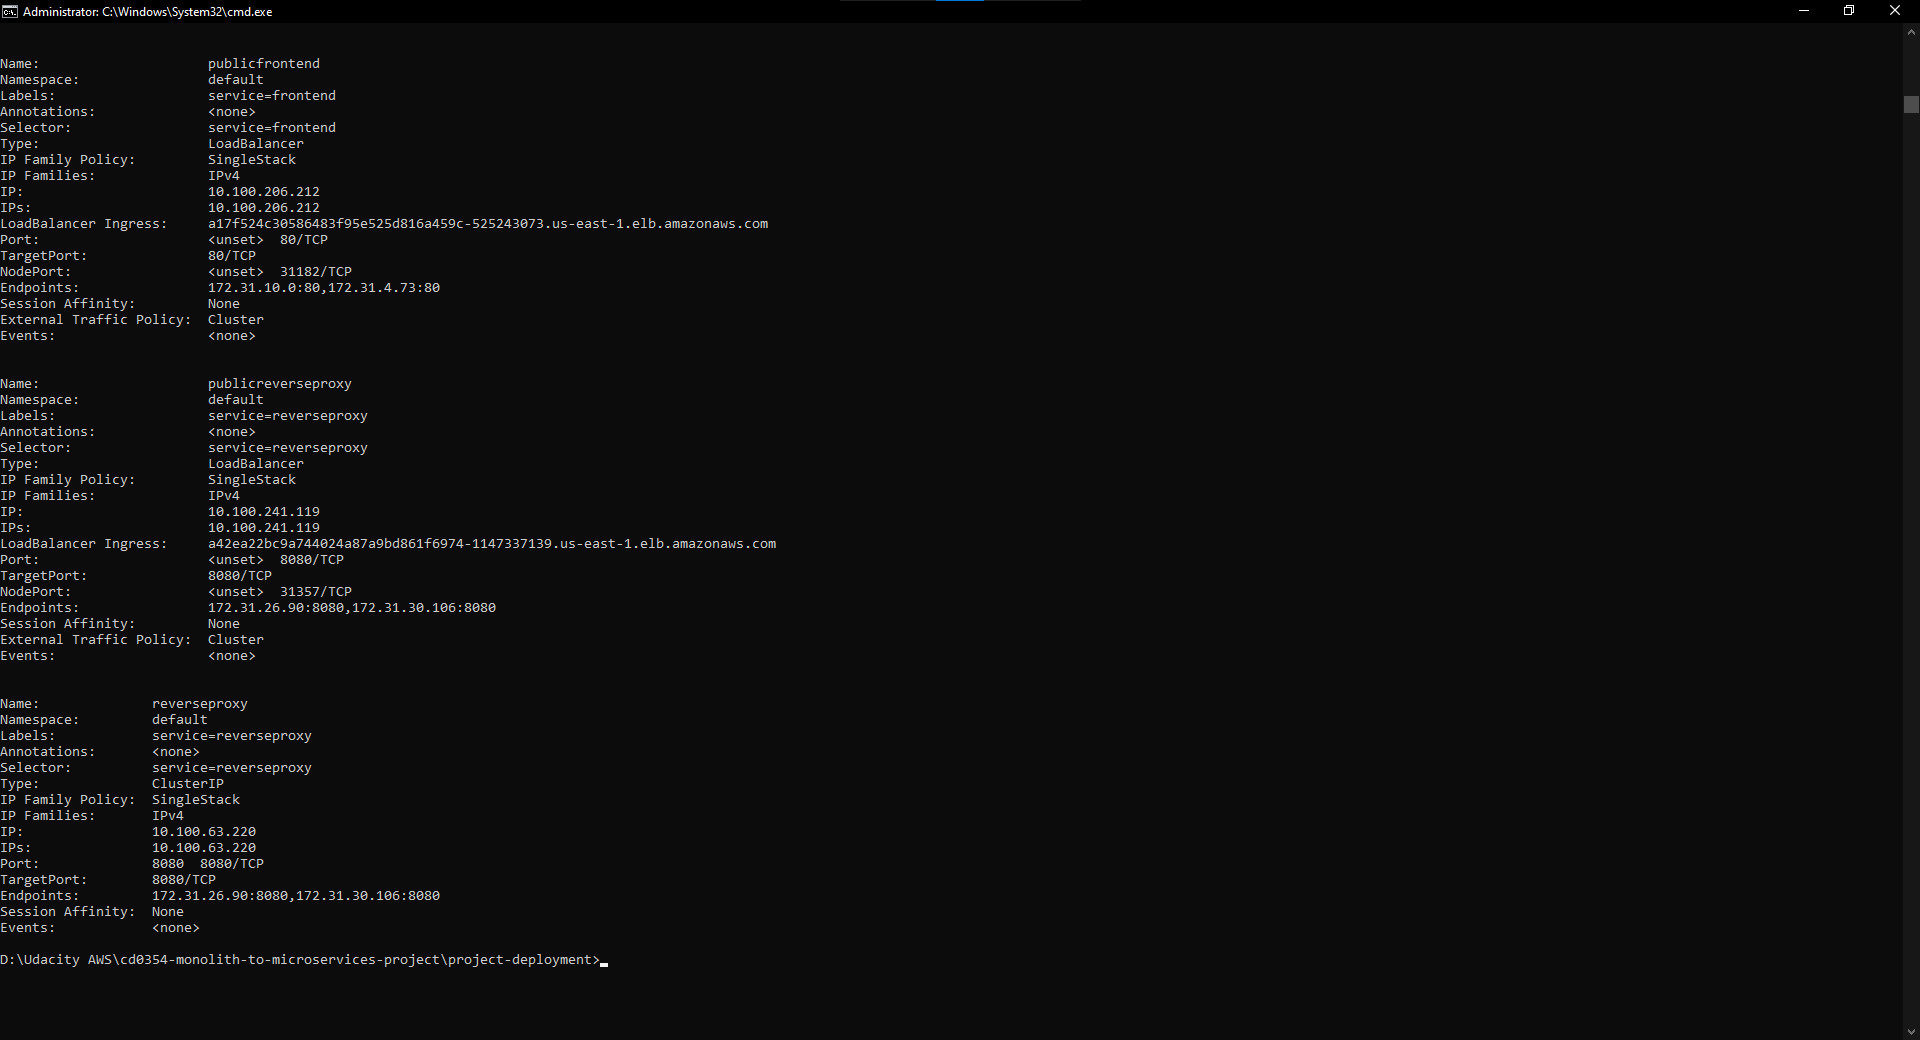 Administrator: C:\Windows\System32\cmd.exe
Name:                     publicfrontend
Namespace:                default
Labels:                   service=frontend
Annotations:              <none>
Selector:                 service=frontend
Type:                     LoadBalancer
IP Family Policy:         SingleStack
IP Families:              IPv4
IP:                       10.100.206.212
IPs:                      10.100.206.212
LoadBalancer Ingress:     a17f524c30586483f95e525d816a459c-525243073.us-east-1.elb.amazonaws.com
Port:                     <unset>  80/TCP
TargetPort:               80/TCP
NodePort:                 <unset>  31182/TCP
Endpoints:                172.31.10.0:80,172.31.4.73:80
Session Affinity:         None
External Traffic Policy:  Cluster
Events:                   <none>
Name:                     publicreverseproxy
Namespace:                default
Labels:                   service=reverseproxy
Annotations:              <none>
Selector:                 service=reverseproxy
Type:                     LoadBalancer
IP Family Policy:         SingleStack
IP Families:              IPv4
IP:                       10.100.241.119
IPs:                      10.100.241.119
LoadBalancer Ingress:     a42ea22bc9a744024a87a9bd861f6974-1147337139.us-east-1.elb.amazonaws.com
Port:                     <unset>  8080/TCP
TargetPort:               8080/TCP
NodePort:                 <unset>  31357/TCP
Endpoints:                172.31.26.90:8080,172.31.30.106:8080
Session Affinity:         None
External Traffic Policy:  Cluster
Events:                   <none>
Name:              reverseproxy
Namespace:         default
Labels:            service=reverseproxy
Annotations:       <none>
Selector:          service=reverseproxy
Type:              ClusterIP
IP Family Policy:  SingleStack
IP Families:       IPv4
IP:                10.100.63.220
IPs:               10.100.63.220
Port:              8080  8080/TCP
TargetPort:        8080/TCP
Endpoints:         172.31.26.90:8080,172.31.30.106:8080
Session Affinity:  None
Events:            <none>
D:\Udacity AWS\cd0354-monolith-to-microservices-project\project-deployment>